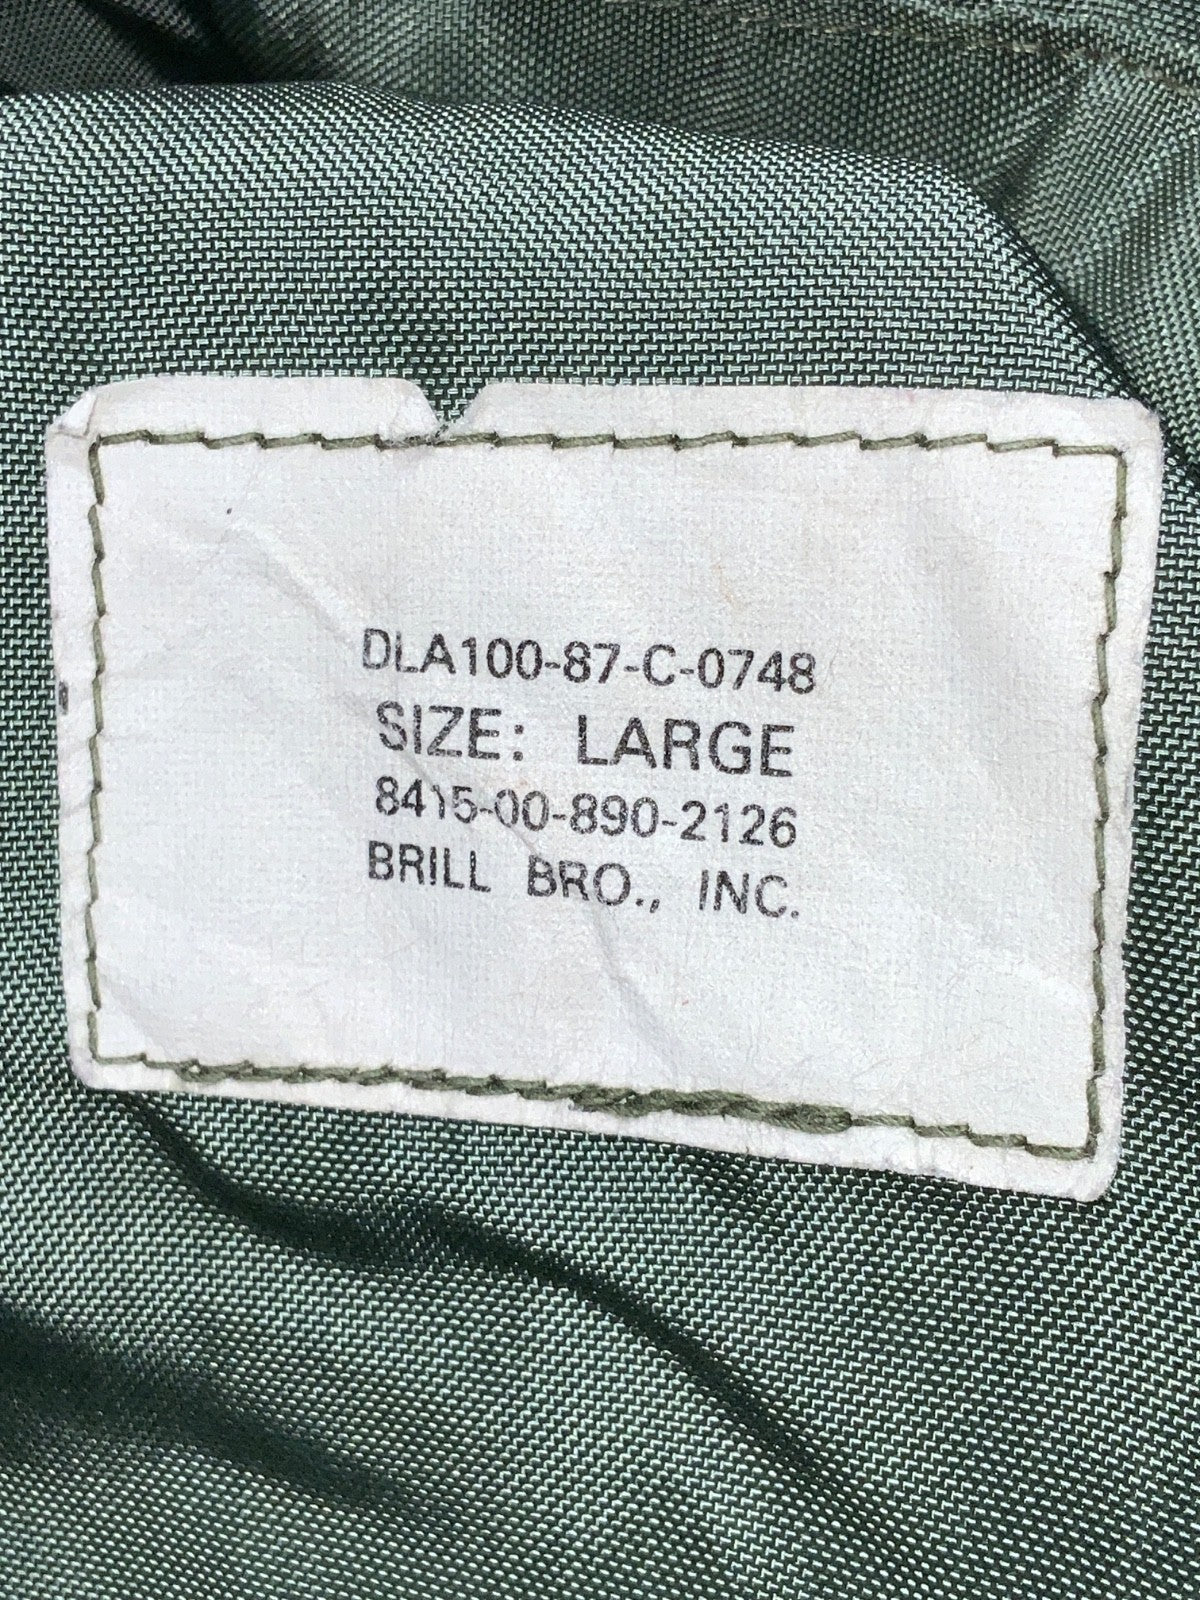 DLA100-87-C-0748
SIZE: LARGE
8415-00-890-2126
BRILL BRO., INC.